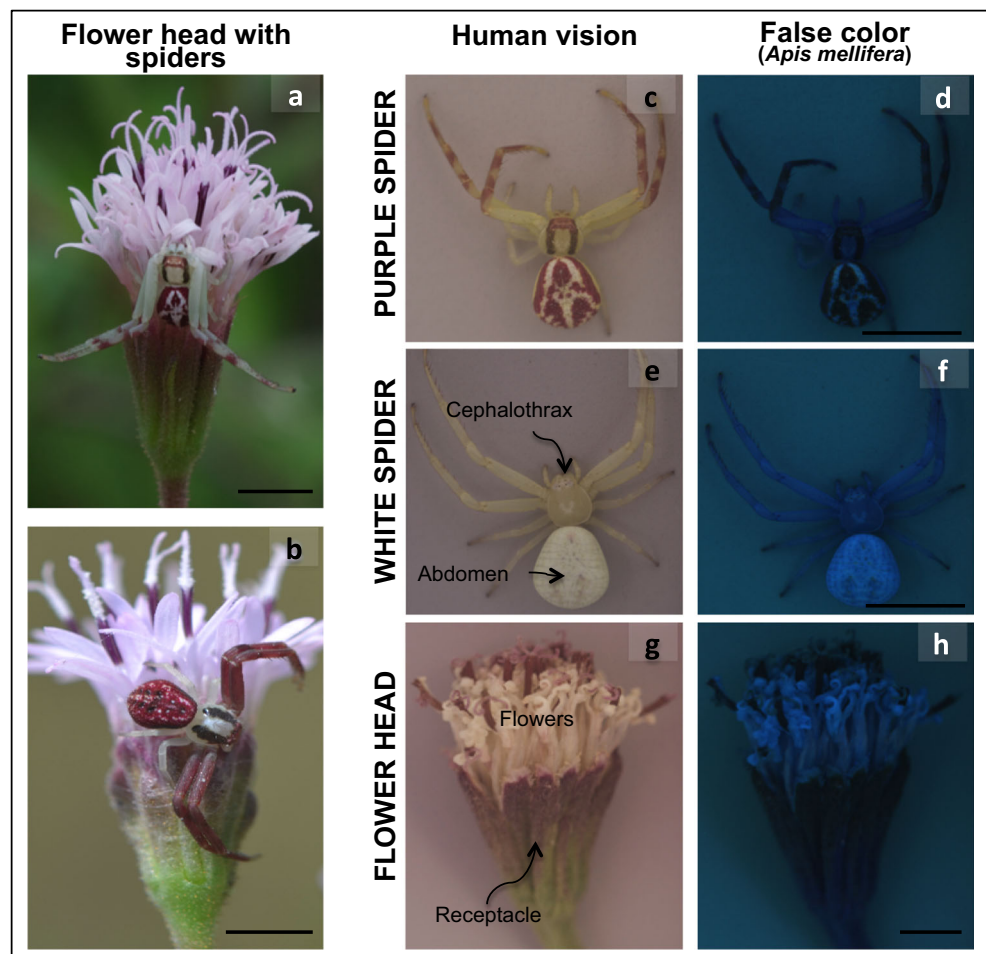 Flower head with
spiders
Human vision
False color
(Apis mellifera)
a
b
PURPLE SPIDER
c
d
WHITE SPIDER
e
Cephalothrax
Abdomen
f
FLOWER HEAD
g
Flowers
Receptacle
h